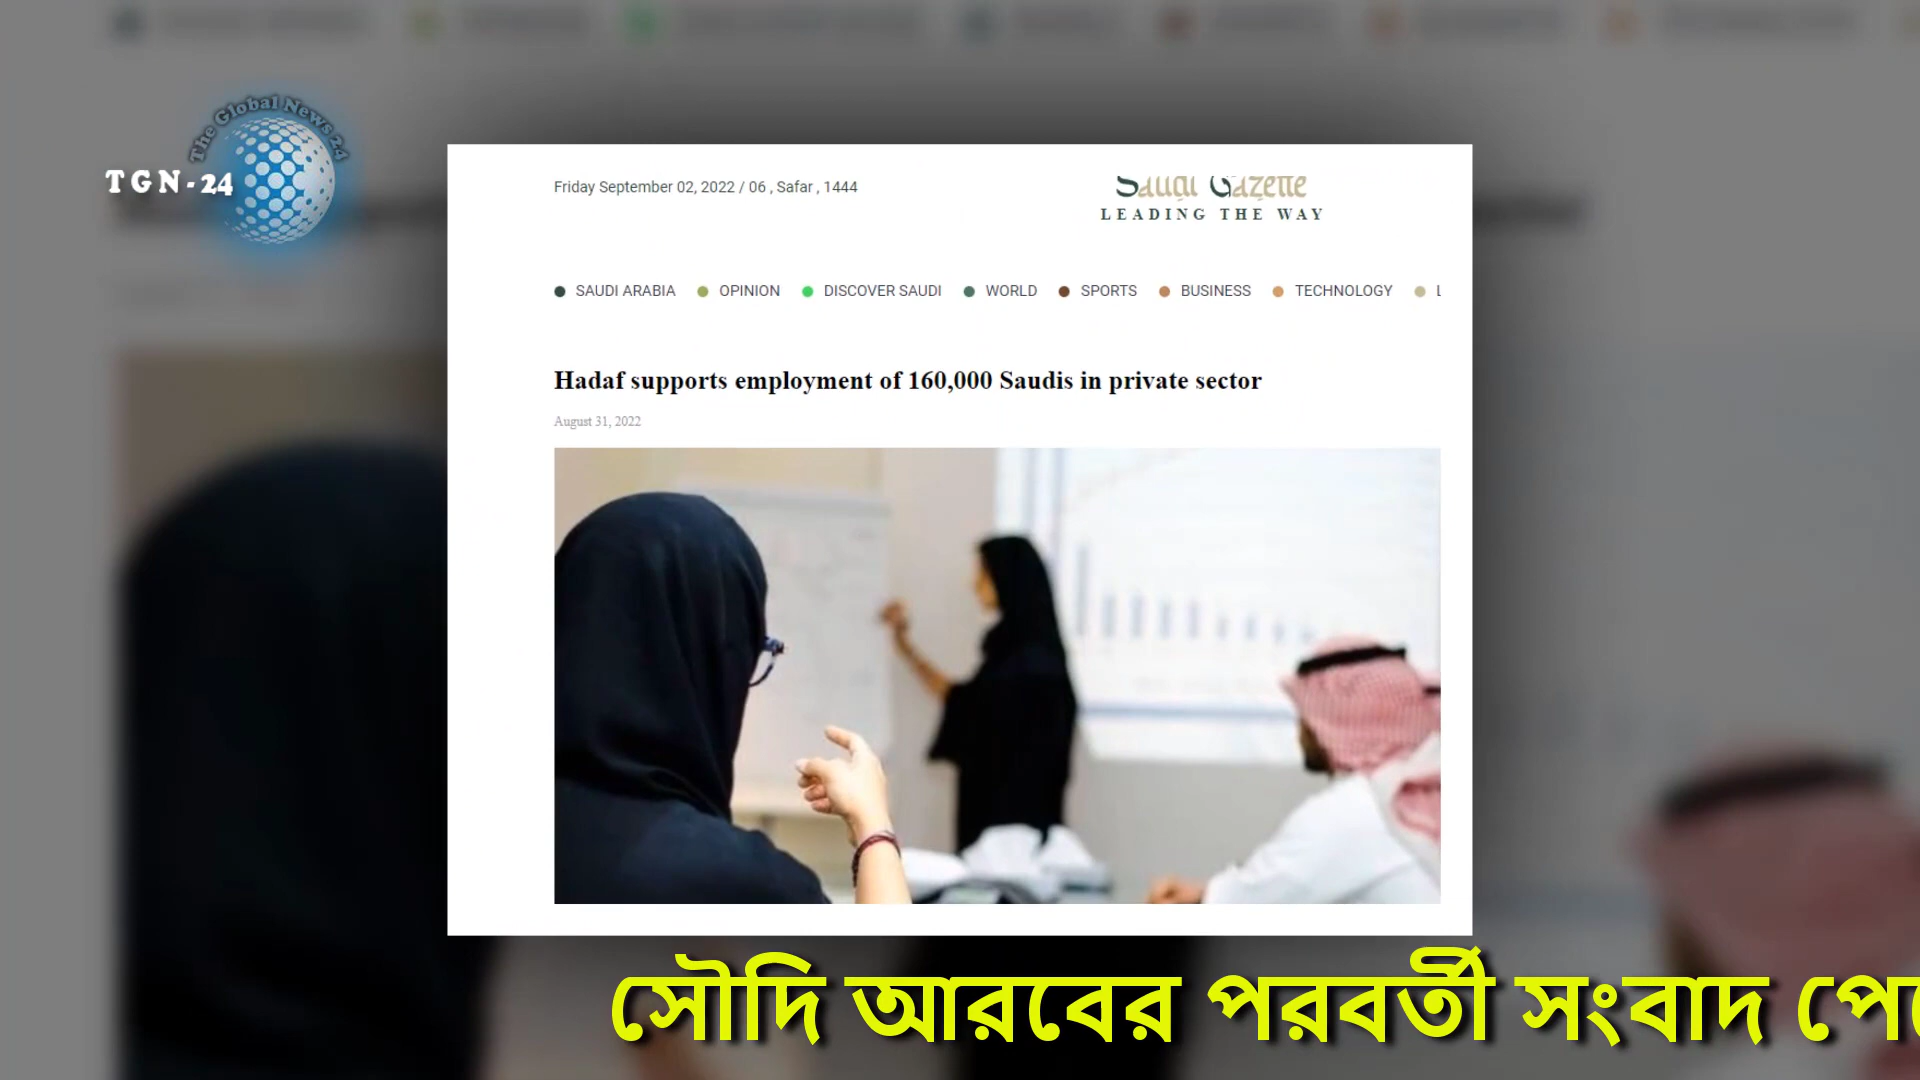 The Global News 24
TGN-24
Friday September 02, 2022 / 06 , Safar , 1444
Saudi Gazette
LEADING THE WAY
SAUDI ARABIA OPINION DISCOVER SAUDI WORLD SPORTS BUSINESS TECHNOLOGY L
Hadaf supports employment of 160,000 Saudis in private sector
August 31, 2022
সৌদি আরবের পরবর্তী সংবাদ